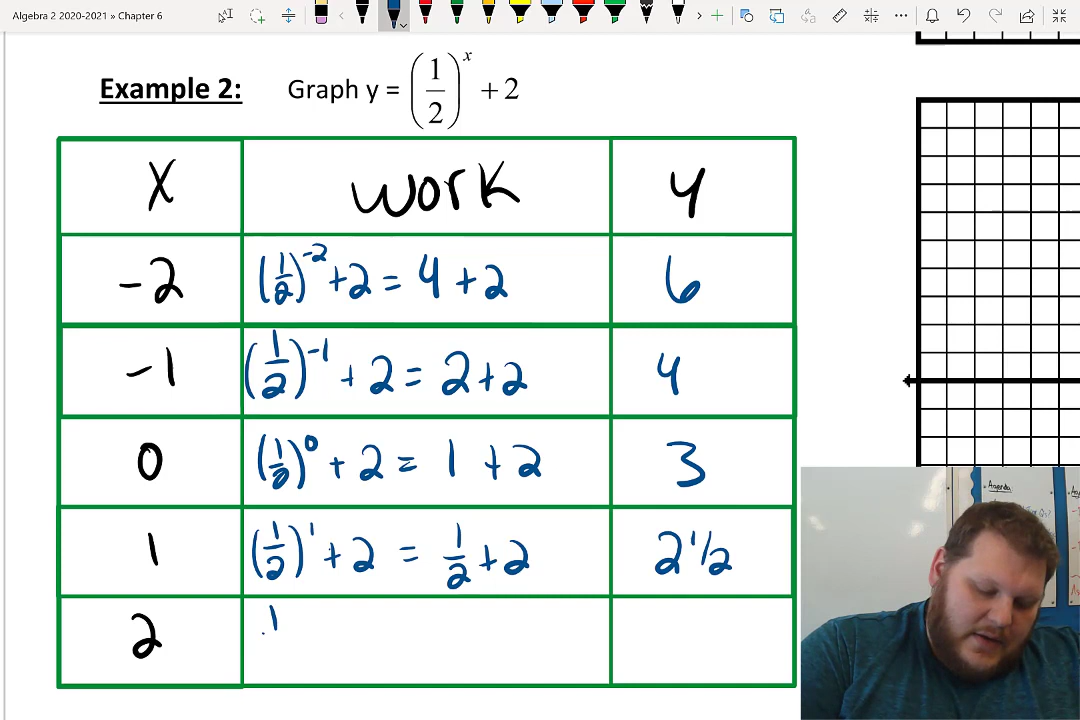 Algebra 2 2020-2021 » Chapter 6
Example 2: Graph y = (1/2)^x + 2
X work y
-2 (1/2)^-2 +2 = 4 +2 6
-1 (1/2)^-1 + 2 = 2+2 4
0 (1/2)^0 + 2 = 1 + 2 3
1 (1/2)^1 + 2 = 1/2 +2 2 1/2
2 1
Agenda